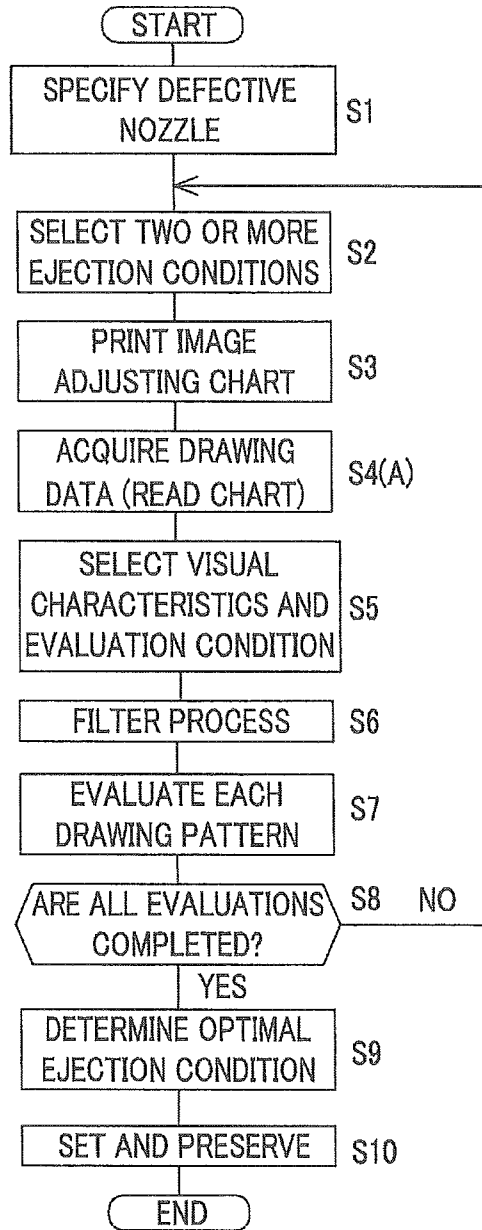 START
SPECIFY DEFECTIVE
NOZZLE
S1
SELECT TWO OR MORE
EJECTION CONDITIONS
S2
PRINT IMAGE
ADJUSTING CHART
S3
ACQUIRE DRAWING
DATA (READ CHART)
S4(A)
SELECT VISUAL
CHARACTERISTICS AND
EVALUATION CONDITION
S5
FILTER PROCESS
S6
EVALUATE EACH
DRAWING PATTERN
S7
ARE ALL EVALUATIONS
COMPLETED?
S8 NO
YES
DETERMINE OPTIMAL
EJECTION CONDITION
S9
SET AND PRESERVE
S10
END